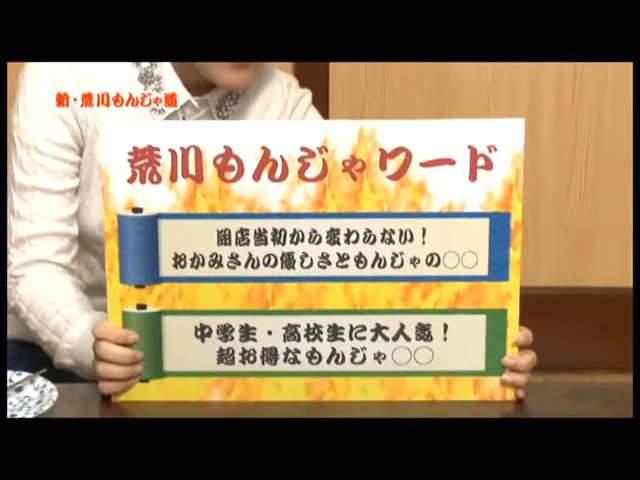 新・荒川もんじゃ道
荒川もんじゃワード
開店当初から変わらない！
おかみさんの優しさともんじゃの○○
中学生・高校生に大人気！
超お得なもんじゃ○○